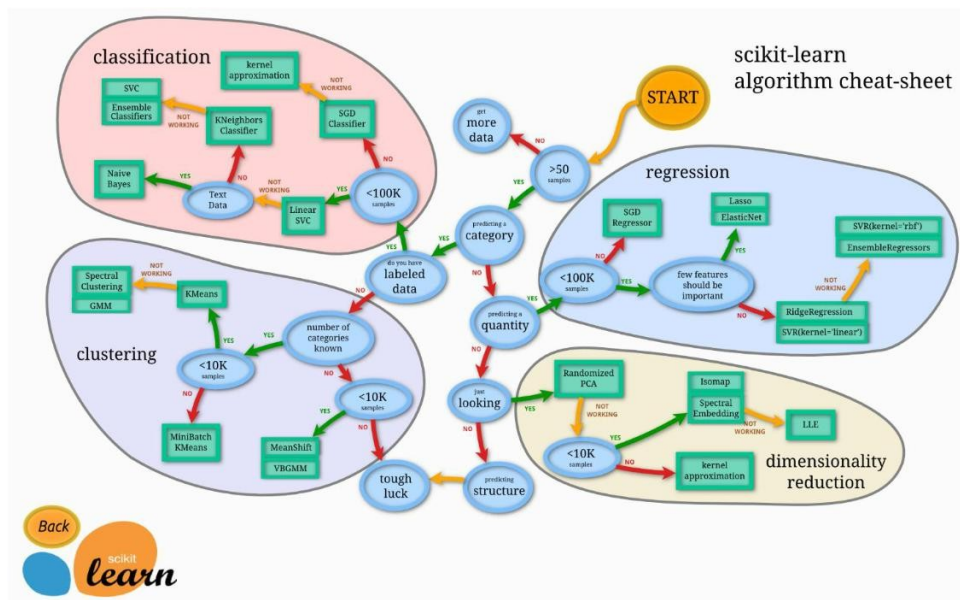 scikit-learn
algorithm cheat-sheet
START
classification
kernel
approximation
NOT
WORKING
SVC
Ensemble
Classifiers
NOT
WORKING
KNeighbors
Classifier
SGD
Classifier
NO
get
more
data
NO
>50
samples
YES
Naive
Bayes
YES
Text
Data
NO
NOT
WORKING
Linear
SVC
YES
<100K
samples
YES
predicting a
category
YES
do you have
labeled
data
NO
NO
regression
SGD
Regressor
NO
Lasso
ElasticNet
YES
SVR(kernel='rbf')
EnsembleRegressors
<100K
samples
YES
few features
should be
important
NOT
WORKING
NO
RidgeRegression
SVR(kernel='linear')
predicting a
quantity
YES
NO
clustering
Spectral
Clustering
GMM
NOT
WORKING
KMeans
YES
number of
categories
known
YES
<10K
samples
NO
NO
<10K
samples
YES
NO
MiniBatch
KMeans
MeanShift
VBGMM
just
looking
YES
NO
Randomized
PCA
NOT
WORKING
Isomap
Spectral
Embedding
NOT
WORKING
LLE
YES
<10K
samples
NO
kernel
approximation
dimensionality
reduction
tough
luck
predicting
structure
Back
scikit
learn